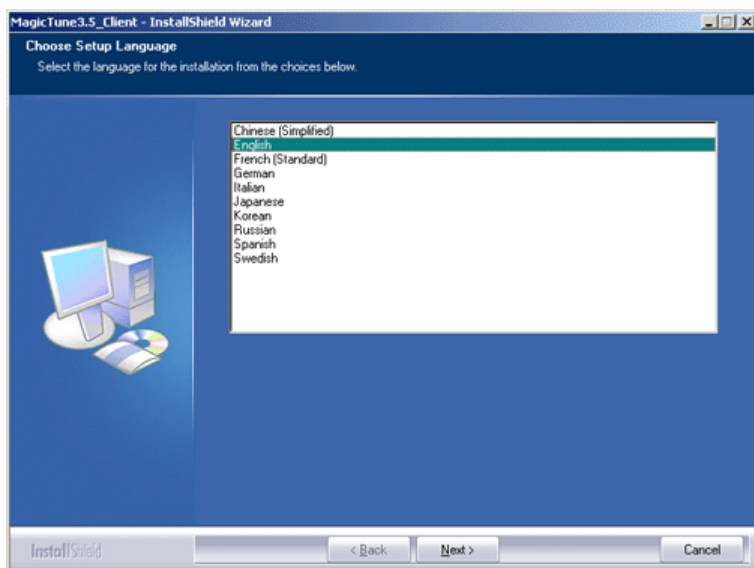 MagicTune3.5_Client - InstallShield Wizard
Choose Setup Language
Select the language for the installation from the choices below.
Chinese (Simplified)
English
French (Standard)
German
Italian
Japanese
Korean
Russian
Spanish
Swedish
InstallShield
< Back
Next >
Cancel